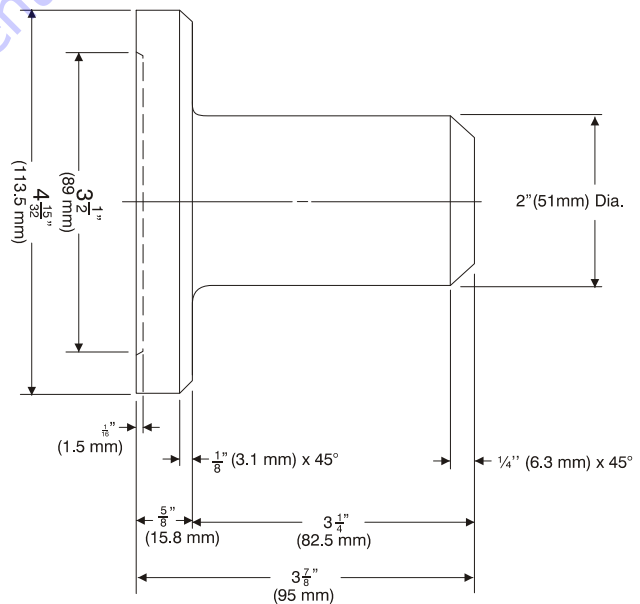 4 15/32"
(113.5 mm)
3 1/2"
(89 mm)
2"(51mm) Dia.
1/16"
(1.5 mm)
1/8" (3.1 mm) x 45°
¼" (6.3 mm) x 45°
5/8"
(15.8 mm)
3 1/4"
(82.5 mm)
3 7/8"
(95 mm)